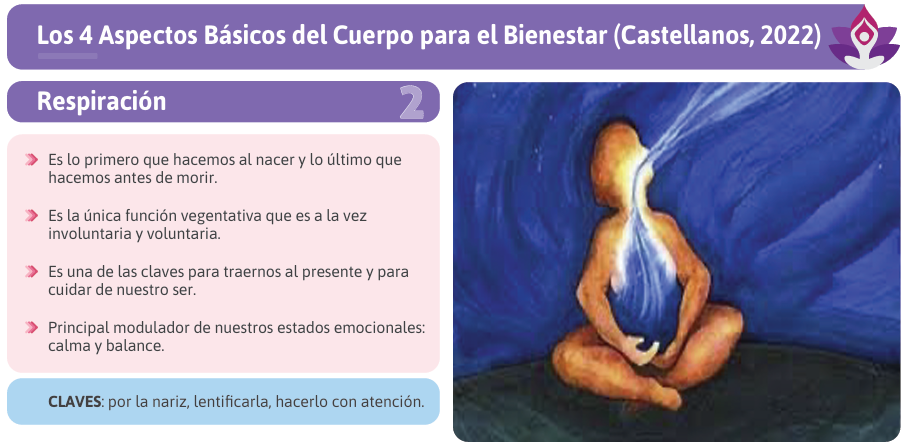 Los 4 Aspectos Básicos del Cuerpo para el Bienestar (Castellanos, 2022)
Respiración
2
Es lo primero que hacemos al nacer y lo último que
hacemos antes de morir.
Es la única función vegentativa que es a la vez
involuntaria y voluntaria.
Es una de las claves para traernos al presente y para
cuidar de nuestro ser.
Principal modulador de nuestros estados emocionales:
calma y balance.
CLAVES: por la nariz, lentificarla, hacerlo con atención.